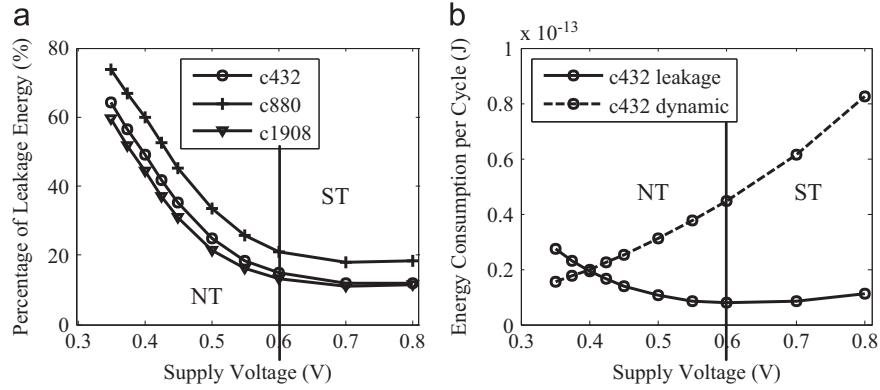 a
80
60
40
20
0
Percentage of Leakage Energy (%)
c432
c880
c1908
ST
NT
0.3 0.4 0.5 0.6 0.7 0.8
Supply Voltage (V)
b
x 10⁻¹³
1
0.8
0.6
0.4
0.2
0
Energy Consumption per Cycle (J)
c432 leakage
c432 dynamic
NT ST
0.3 0.4 0.5 0.6 0.7 0.8
Supply Voltage (V)